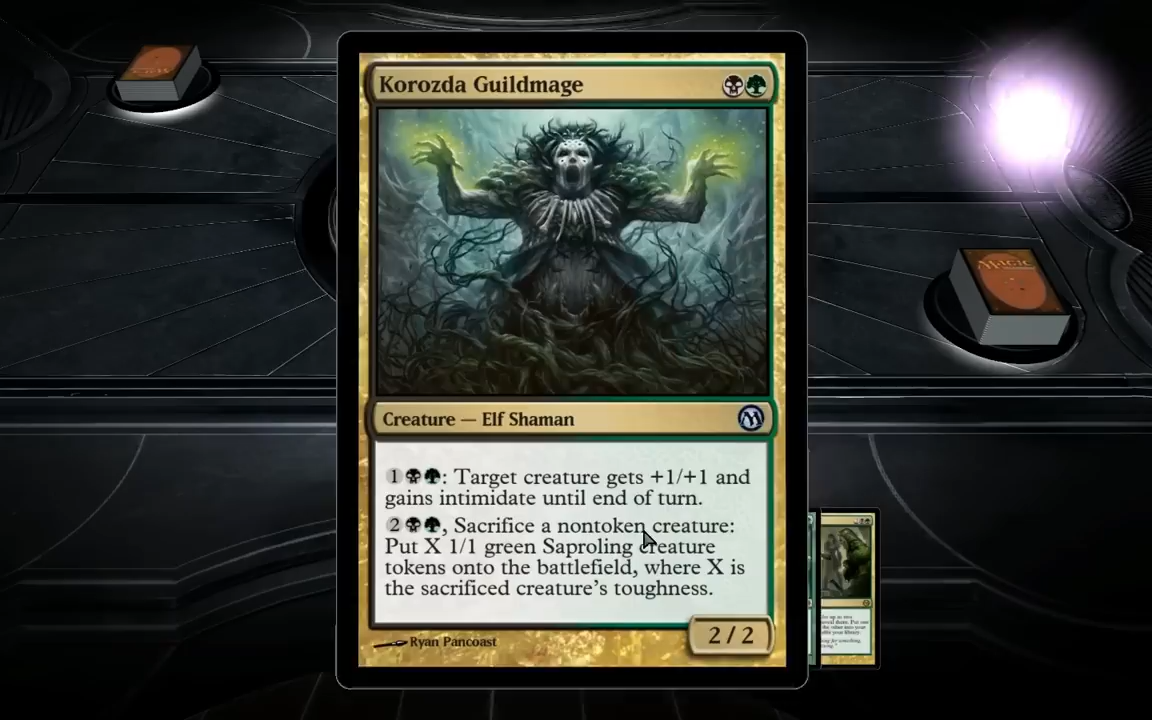 Korozda Guildmage
Creature — Elf Shaman
1: Target creature gets +1/+1 and
gains intimidate until end of turn.
2, Sacrifice a nontoken creature:
Put X 1/1 green Saproling creature
tokens onto the battlefield, where X is
the sacrificed creature's toughness.
2/2
Ryan Pancoast
Magic